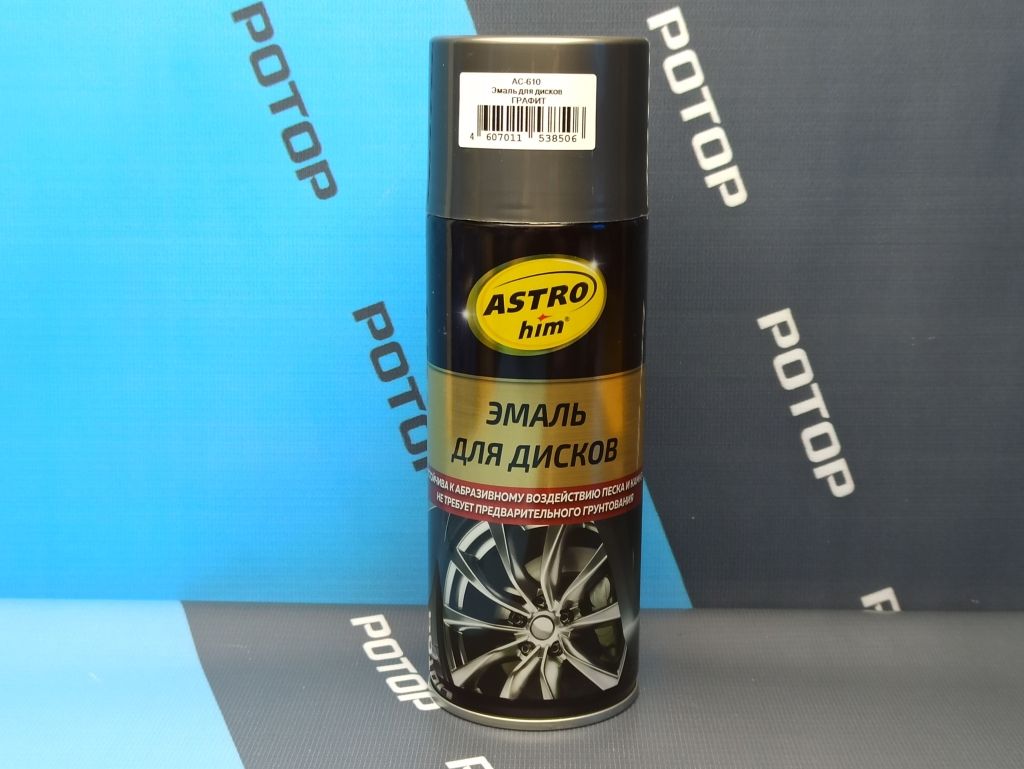 РОТОР
РОТОР
AC-610
Эмаль для дисков
ГРАФИТ
4 607011 538506
ASTRO
him®
РОТОР
РОТОР
ЭМАЛЬ
ДЛЯ ДИСКОВ
К АБРАЗИВНОМУ ВОЗДЕЙСТВИЮ ПЕСКА И
НЕ ТРЕБУЕТ ПРЕДВАРИТЕЛЬНОГО ГРУНТОВАНИЯ
РОТОР